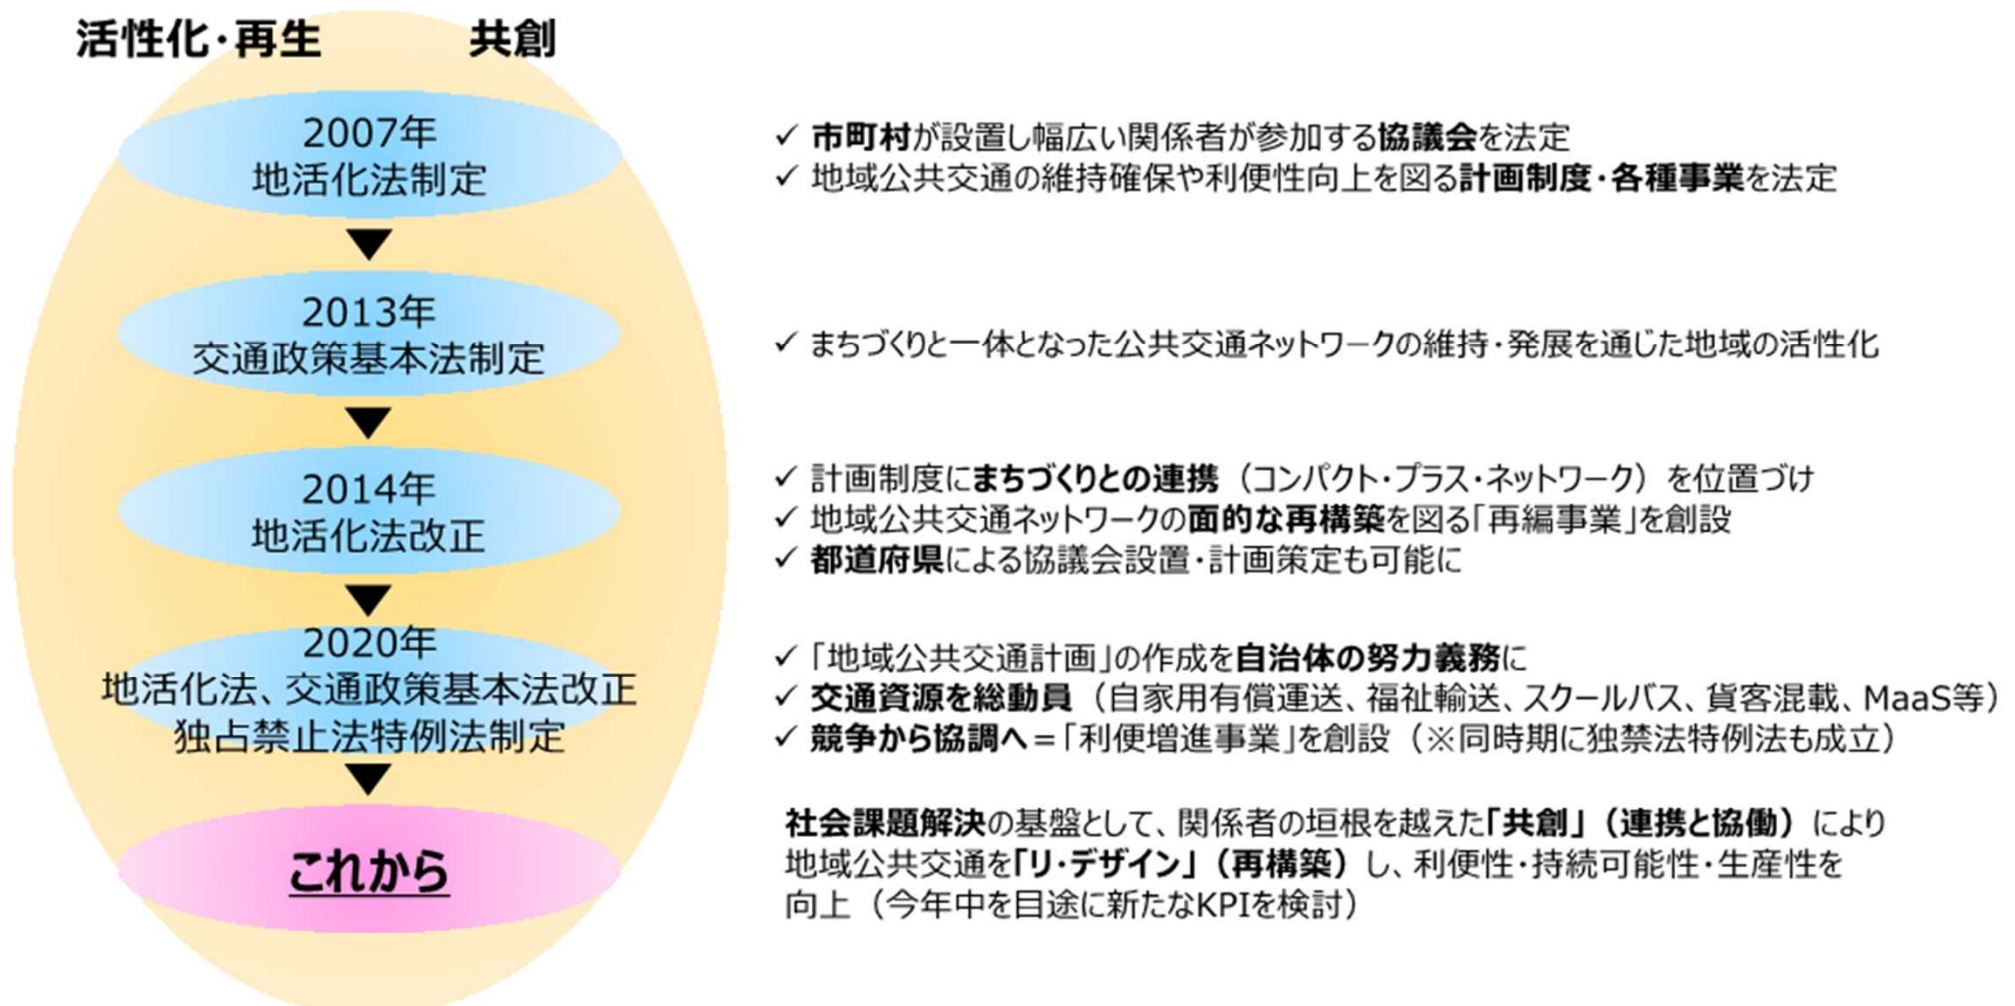 活性化・再生
共創
2007年
地活化法制定
✓ 市町村が設置し幅広い関係者が参加する協議会を法定
✓ 地域公共交通の維持確保や利便性向上を図る計画制度・各種事業を法定
2013年
交通政策基本法制定
✓ まちづくりと一体となった公共交通ネットワークの維持・発展を通じた地域の活性化
2014年
地活化法改正
✓ 計画制度にまちづくりとの連携（コンパクト・プラス・ネットワーク）を位置づけ
✓ 地域公共交通ネットワークの面的な再構築を図る「再編事業」を創設
✓ 都道府県による協議会設置・計画策定も可能に
2020年
地活化法、交通政策基本法改正
独占禁止法特例法制定
✓ 「地域公共交通計画」の作成を自治体の努力義務に
✓ 交通資源を総動員（自家用有償運送、福祉輸送、スクールバス、貨客混載、MaaS等）
✓ 競争から協調へ＝「利便増進事業」を創設（※同時期に独禁法特例法も成立）
これから
社会課題解決の基盤として、関係者の垣根を越えた「共創」（連携と協働）により
地域公共交通を「リ・デザイン」（再構築）し、利便性・持続可能性・生産性を
向上（今年中を目途に新たなKPIを検討）